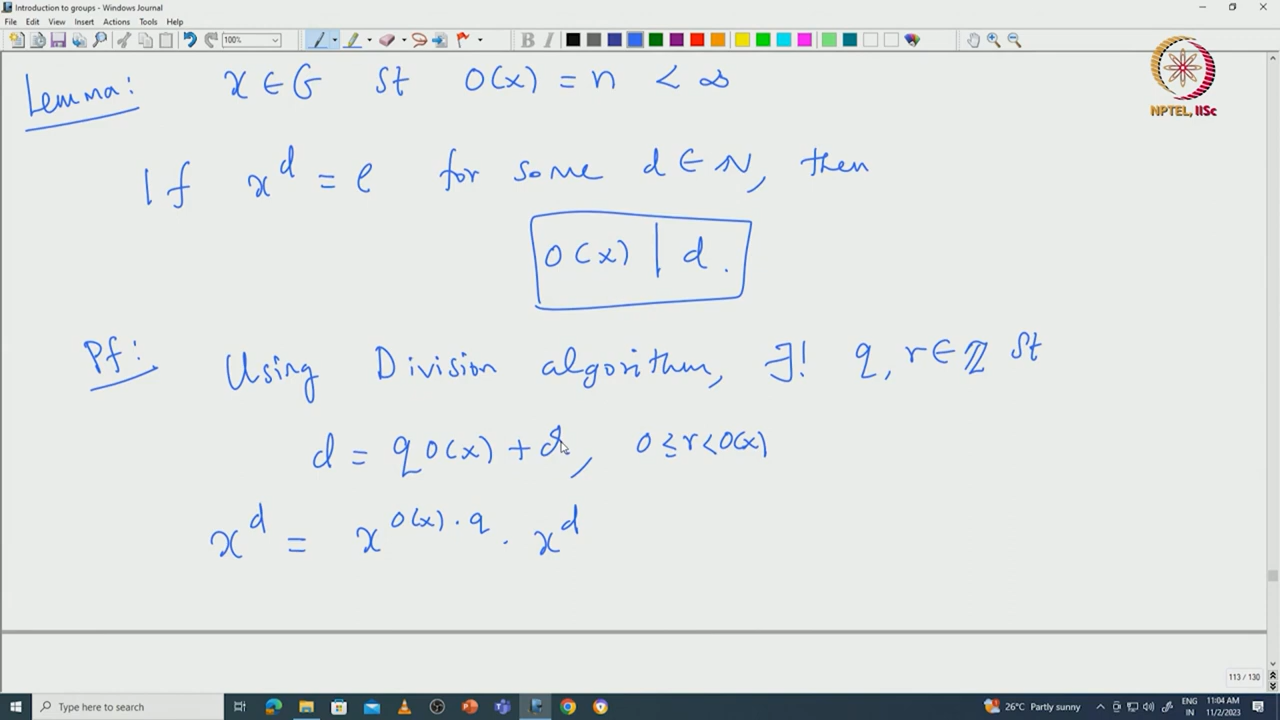 Introduction to groups - Windows Journal
File Edit View Insert Actions Tools Help
100%
B I
NPTEL, IISc
Lemma: x ∈ G st O(x) = n < ∞
If x^d = e for some d ∈ N, then
O(x) | d.
Pf: Using Division algorithm, ∃! q, r ∈ ℤ st
d = q O(x) + d, 0 ≤ r < O(x)
x^d = x^{O(x)·q} · x^d
113 / 130
Type here to search
26°C Partly sunny
ENG IN
11:04 AM
11/2/2023